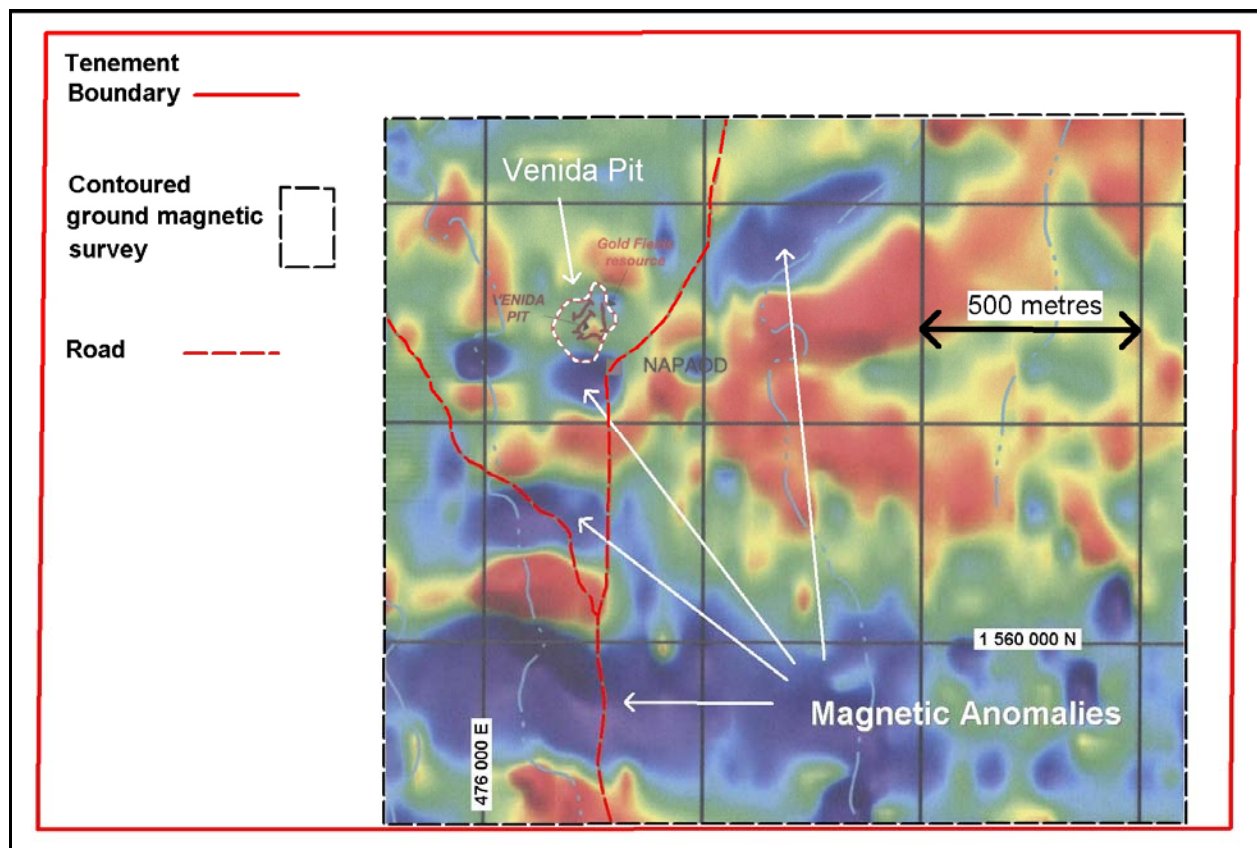 Tenement
Boundary
Contoured
ground magnetic
survey
Road
Venida Pit
Gold Fields
resource
VENIDA
PIT
NAPAOD
500 metres
1 560 000 N
Magnetic Anomalies
476 000 E